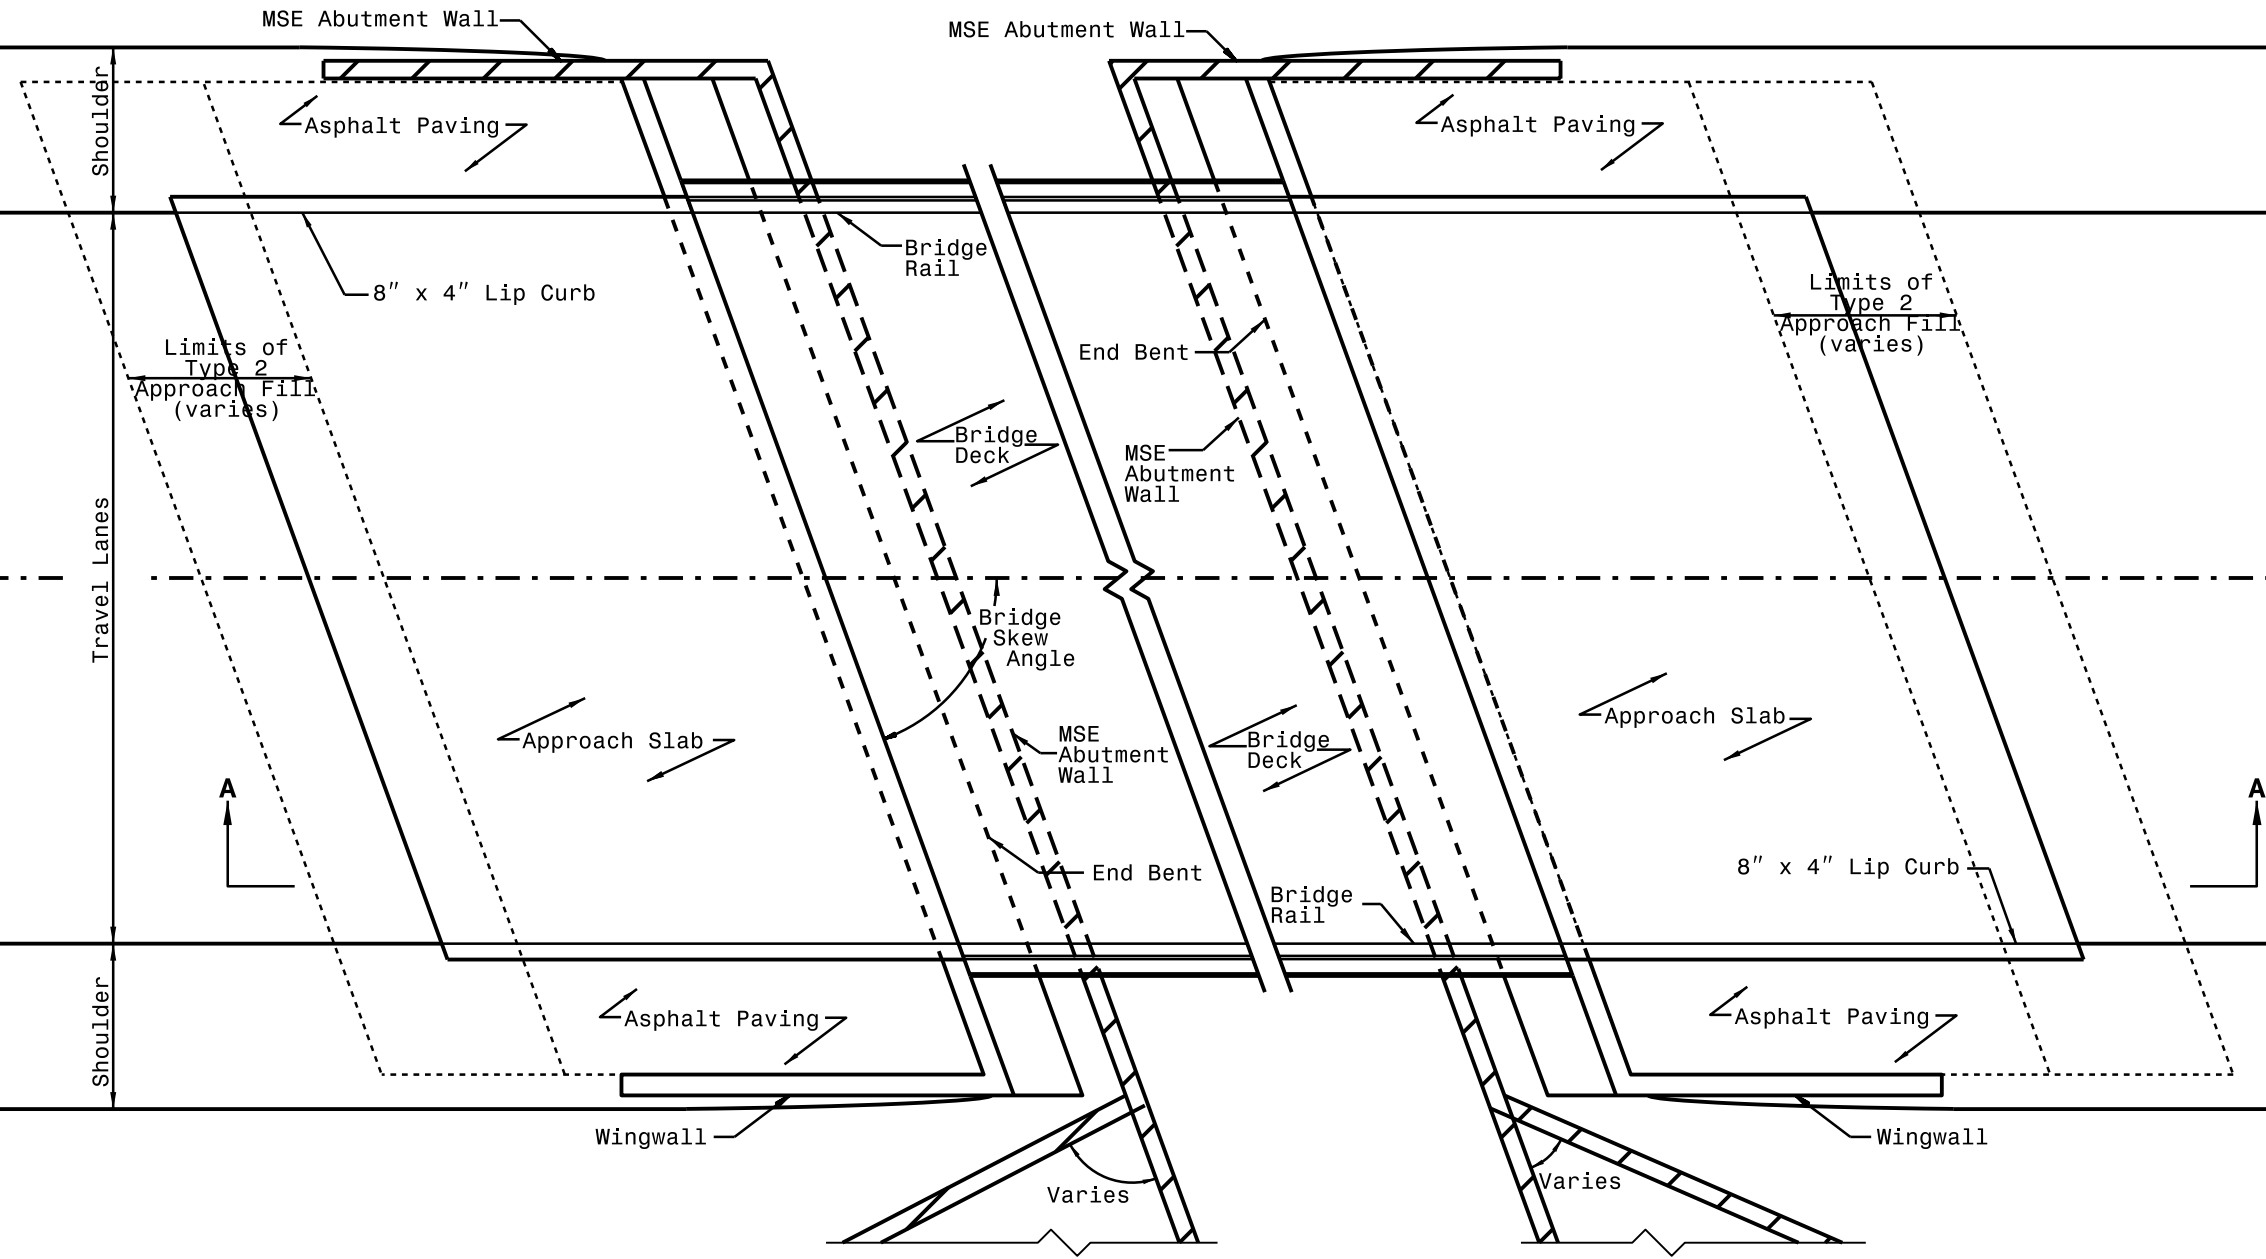 MSE Abutment Wall
MSE Abutment Wall
Shoulder
Asphalt Paving
Asphalt Paving
Bridge
Rail
8″ x 4″ Lip Curb
Limits of
Type 2
Approach Fill
(varies)
Limits of
Type 2
Approach Fill
(varies)
End Bent
Bridge
Deck
MSE
Abutment
Wall
Travel Lanes
Bridge
Skew
Angle
Approach Slab
Approach Slab
MSE
Abutment
Wall
Bridge
Deck
A
A
End Bent
8″ x 4″ Lip Curb
Bridge
Rail
Shoulder
Asphalt Paving
Asphalt Paving
Wingwall
Wingwall
Varies
Varies